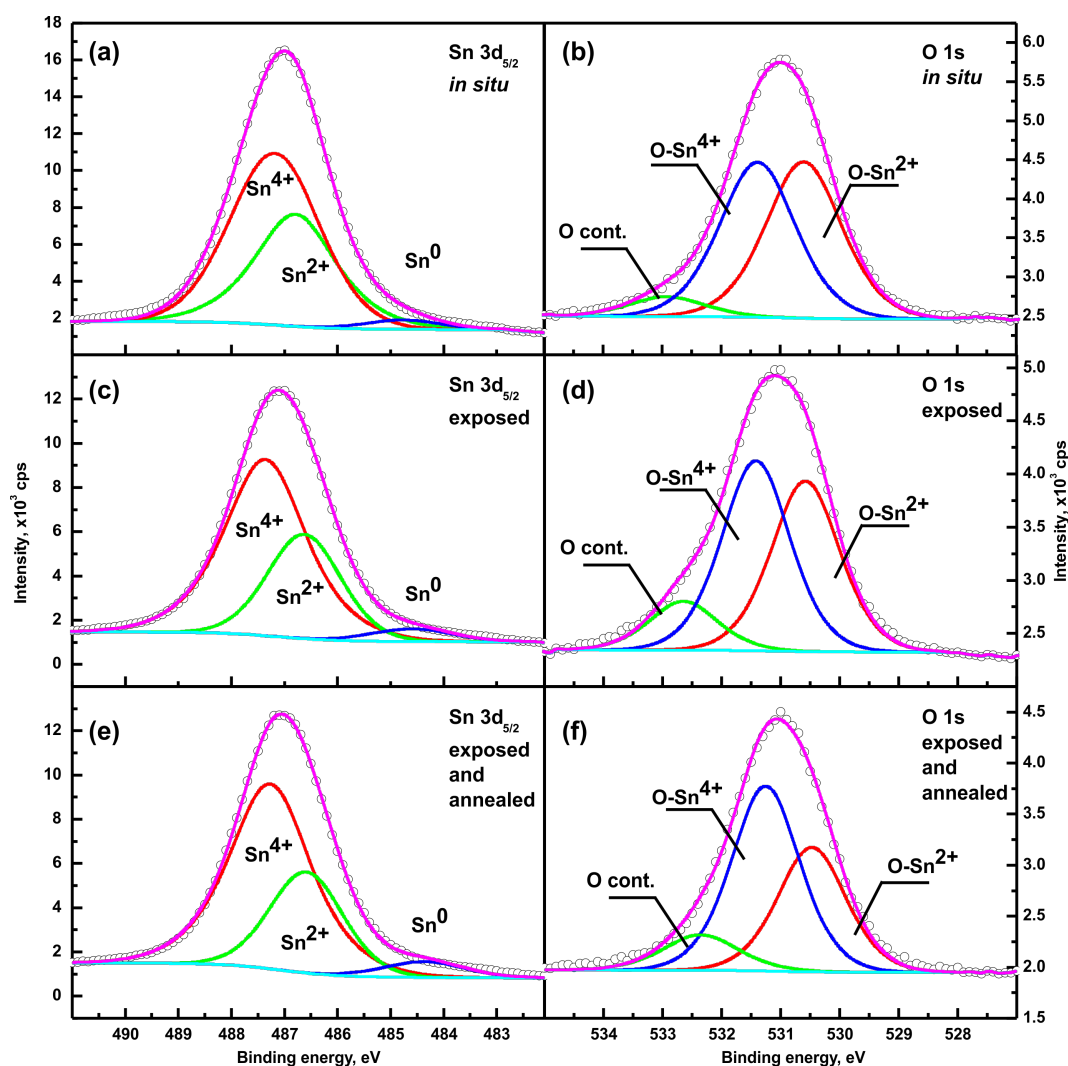 (a)
Sn 3d5/2
in situ
Sn4+
Sn2+
Sn0
18
16
14
12
10
8
6
4
2
(b)
O 1s
in situ
O-Sn4+
O-Sn2+
O cont.
6.0
5.5
5.0
4.5
4.0
3.5
3.0
2.5
(c)
Sn 3d5/2
exposed
Sn4+
Sn2+
Sn0
12
10
8
6
4
2
0
Intensity, x103 cps
(d)
O 1s
exposed
O-Sn4+
O-Sn2+
O cont.
5.0
4.5
4.0
3.5
3.0
2.5
Intensity, x103 cps
(e)
Sn 3d5/2
exposed
and
annealed
Sn4+
Sn2+
Sn0
12
10
8
6
4
2
0
(f)
O 1s
exposed
and
annealed
O-Sn4+
O-Sn2+
O cont.
4.5
4.0
3.5
3.0
2.5
2.0
1.5
490 489 488 487 486 485 484 483
Binding energy, eV
534 533 532 531 530 529 528
Binding energy, eV